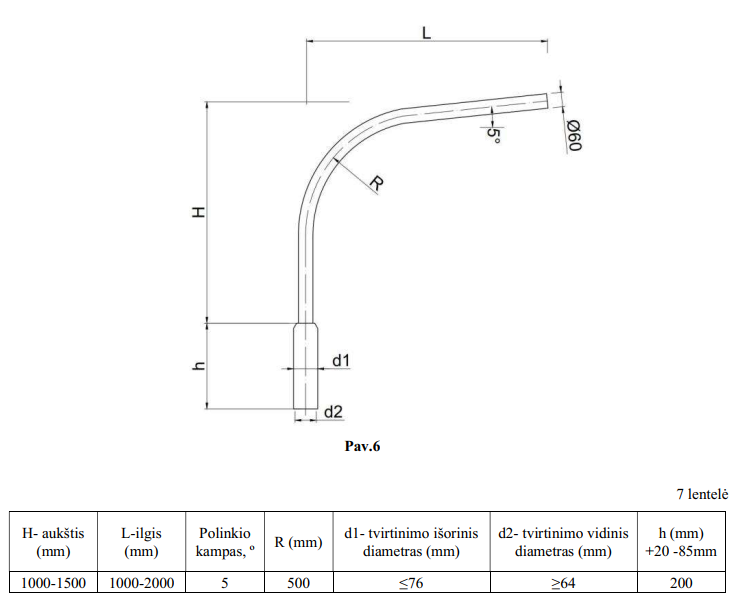 L
Ø60
5°
R
H
h
d1
d2
Pav.6
7 lentelė
H- aukštis (mm) L-ilgis (mm) Polinkio kampas, º R (mm) d1- tvirtinimo išorinis diametras (mm) d2- tvirtinimo vidinis diametras (mm) h (mm) +20 -85mm
1000-1500 1000-2000 5 500 ≤76 ≥64 200